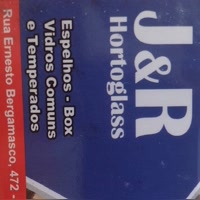 J&R
Hortoglass
Espelhos - Box
Vidros Comuns
e Temperados
Rua Ernesto Bergamasco, 472 -